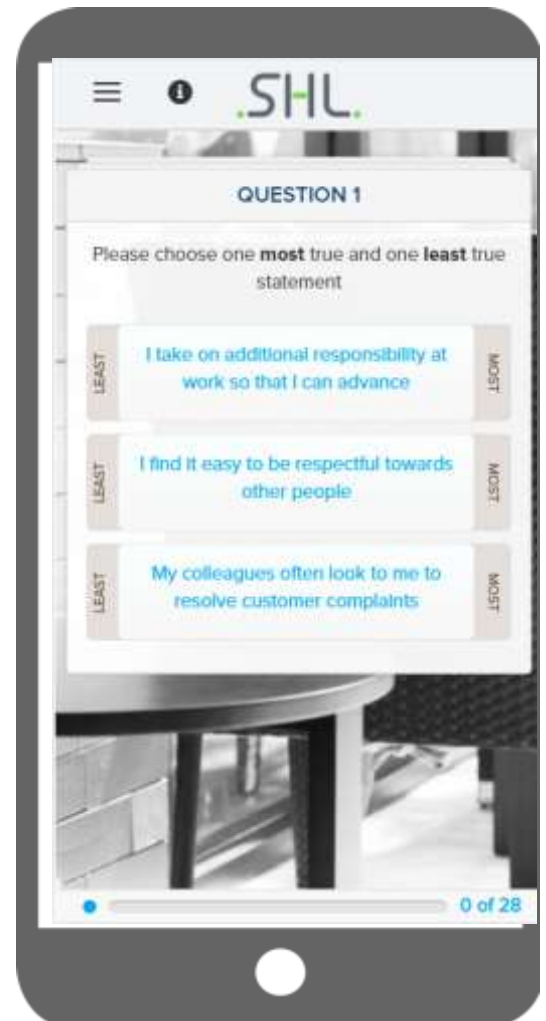 .SHL.
QUESTION 1
Please choose one most true and one least true
statement
LEAST
I take on additional responsibility at
work so that I can advance
MOST
LEAST
I find it easy to be respectful towards
other people
MOST
LEAST
My colleagues often look to me to
resolve customer complaints
MOST
0 of 28